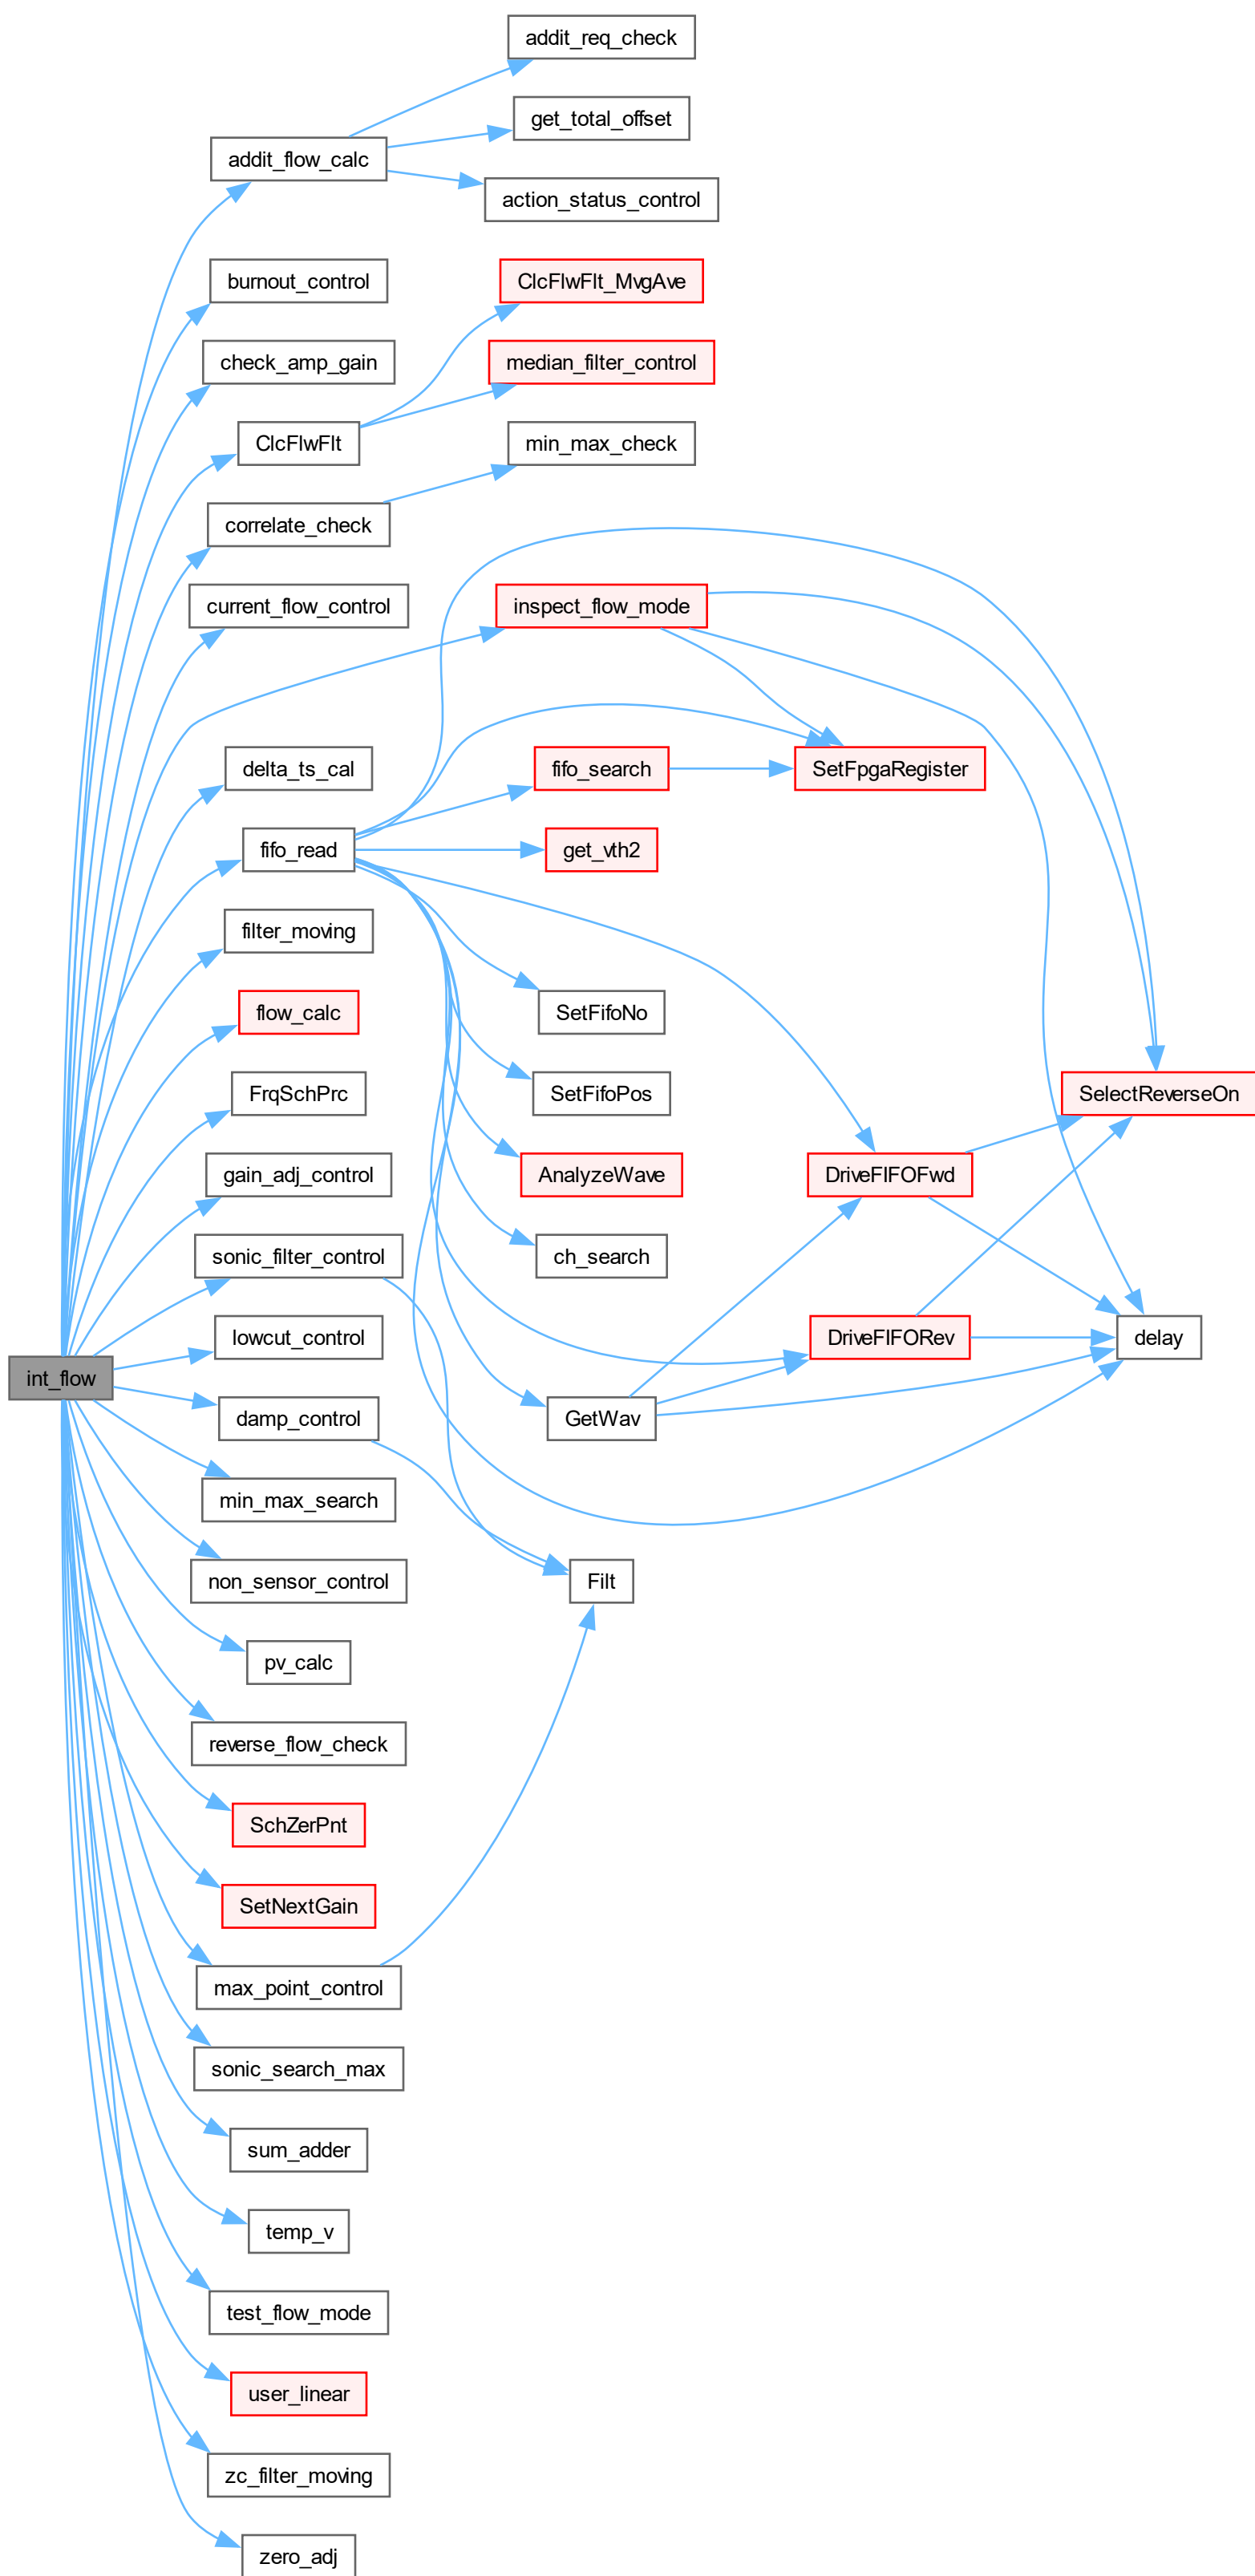 addit_req_check
get_total_offset
addit_flow_calc
action_status_control
burnout_control
ClcFlwFlt_MvgAve
check_amp_gain
median_filter_control
ClcFlwFlt
min_max_check
correlate_check
current_flow_control
inspect_flow_mode
delta_ts_cal
fifo_search
SetFpgaRegister
fifo_read
get_vth2
filter_moving
flow_calc
SetFifoNo
FrqSchPrc
SetFifoPos
SelectReverseOn
gain_adj_control
AnalyzeWave
DriveFIFOFwd
sonic_filter_control
ch_search
lowcut_control
DriveFIFORev
delay
int_flow
damp_control
GetWav
min_max_search
non_sensor_control
Filt
pv_calc
reverse_flow_check
SchZerPnt
SetNextGain
max_point_control
sonic_search_max
sum_adder
temp_v
test_flow_mode
user_linear
zc_filter_moving
zero_adj